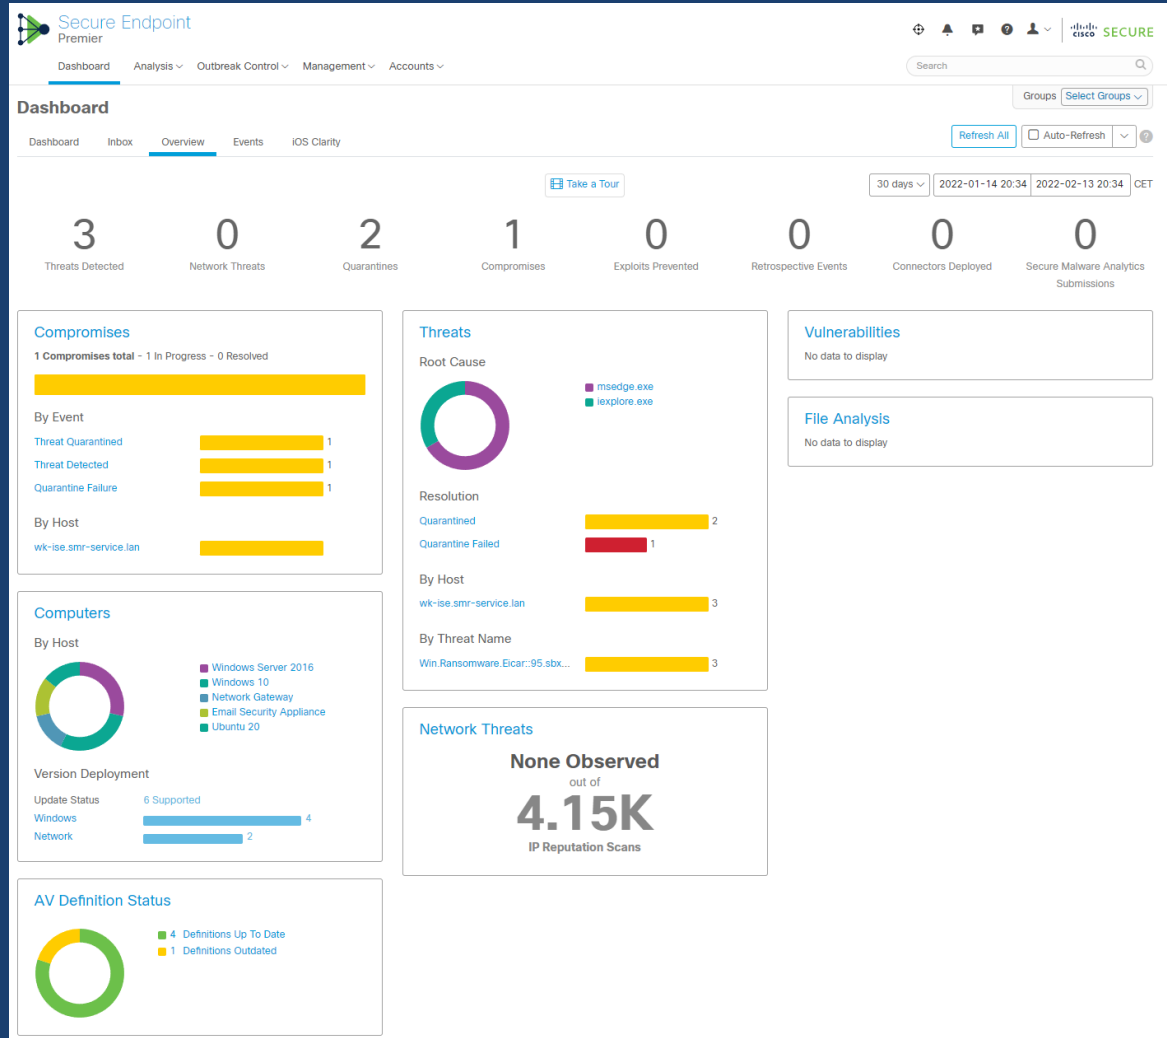 Secure Endpoint
Premier
cisco SECURE
Dashboard Analysis Outbreak Control Management Accounts
Search
Dashboard
Groups Select Groups
Dashboard Inbox Overview Events iOS Clarity
Refresh All Auto-Refresh
Take a Tour
30 days 2022-01-14 20:34 2022-02-13 20:34 CET
3 0 2 1 0 0 0 0
Threats Detected Network Threats Quarantines Compromises Exploits Prevented Retrospective Events Connectors Deployed Secure Malware Analytics
Submissions
Compromises
1 Compromises total - 1 In Progress - 0 Resolved
By Event
Threat Quarantined 1
Threat Detected 1
Quarantine Failure 1
By Host
wk-ise.smr-service.lan
Computers
By Host
Windows Server 2016
Windows 10
Network Gateway
Email Security Appliance
Ubuntu 20
Version Deployment
Update Status 6 Supported
Windows 4
Network 2
AV Definition Status
4 Definitions Up To Date
1 Definitions Outdated
Threats
Root Cause
msedge.exe
iexplore.exe
Resolution
Quarantined 2
Quarantine Failed 1
By Host
wk-ise.smr-service.lan 3
By Threat Name
Win.Ransomware.Eicar::95.sbx... 3
Network Threats
None Observed
out of
4.15K
IP Reputation Scans
Vulnerabilities
No data to display
File Analysis
No data to display